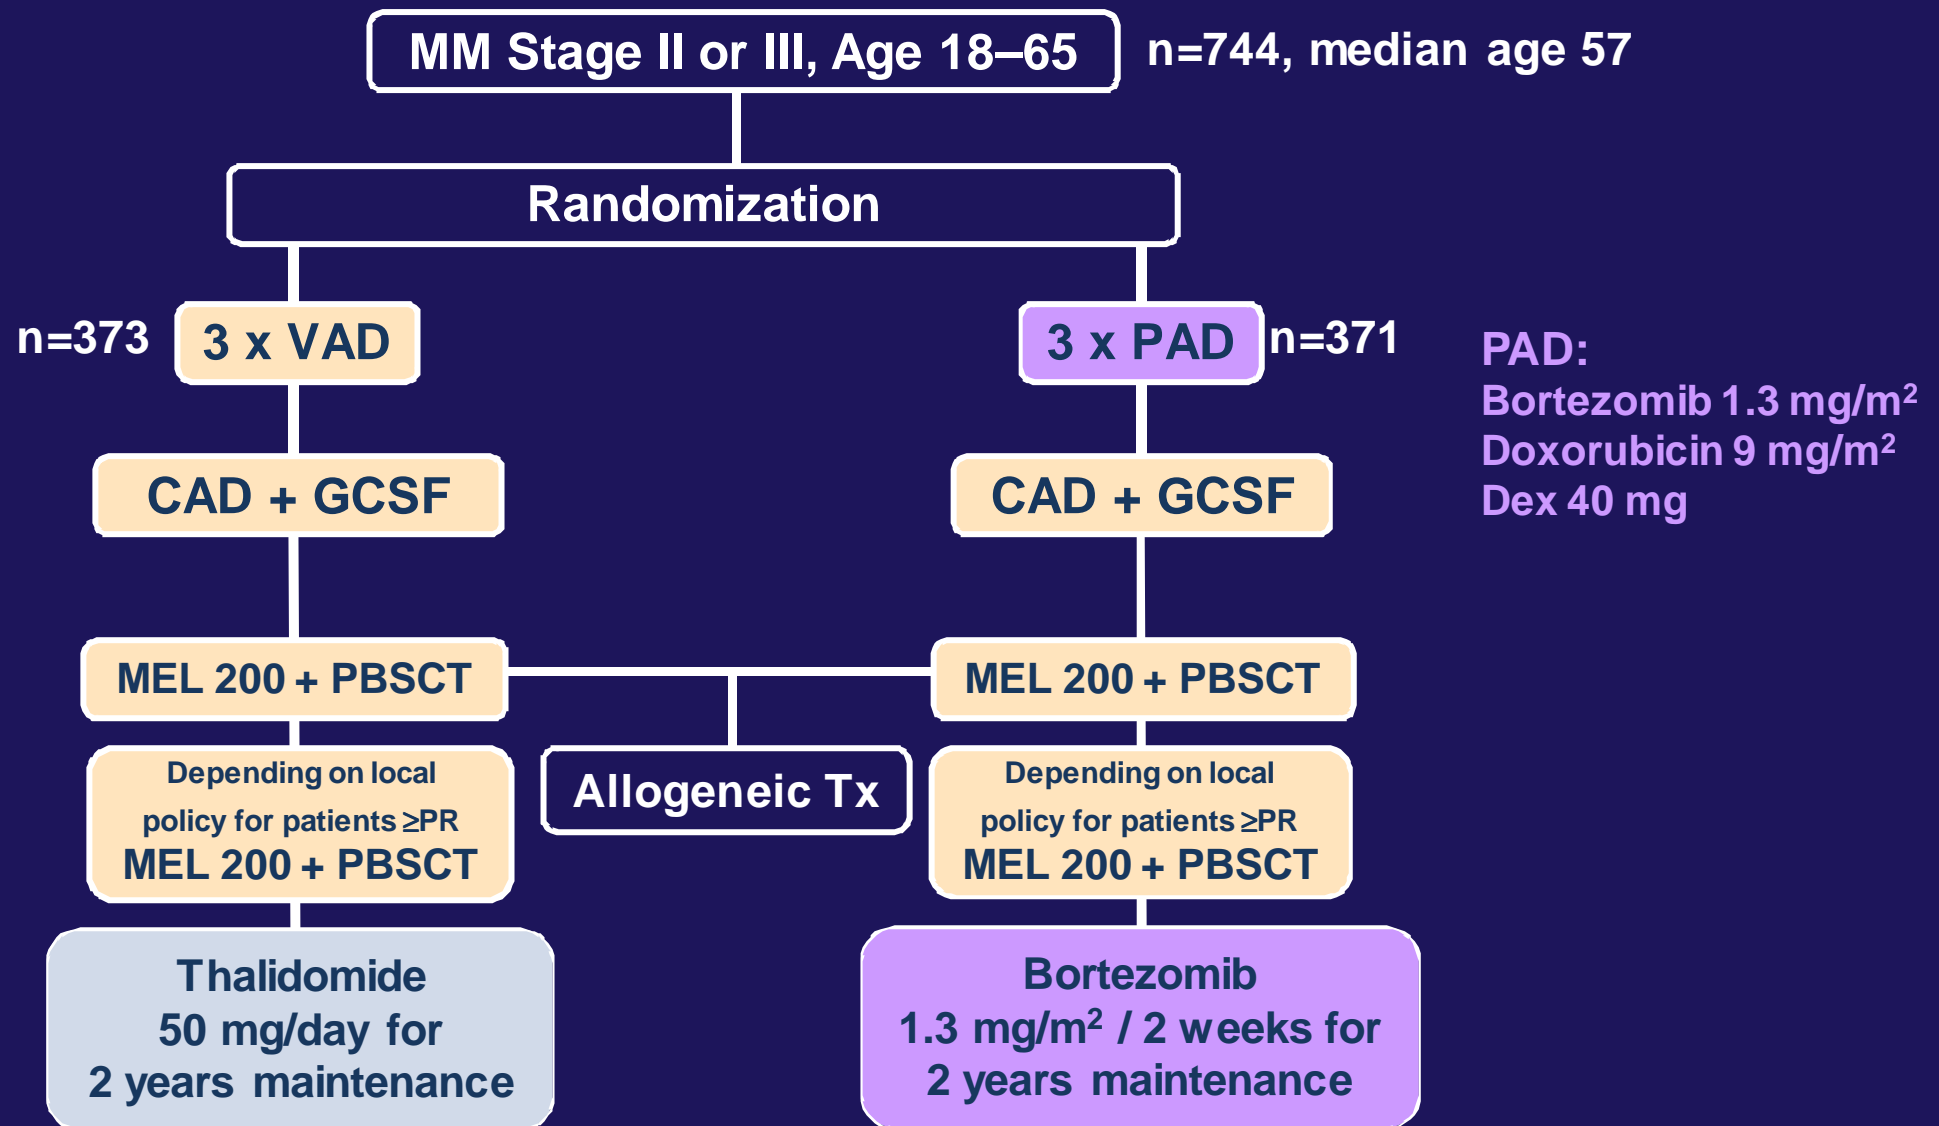 MM Stage II or III, Age 18–65
n=744, median age 57
Randomization
n=373
3 x VAD
3 x PAD
n=371
PAD:
Bortezomib 1.3 mg/m²
Doxorubicin 9 mg/m²
Dex 40 mg
CAD + GCSF
CAD + GCSF
MEL 200 + PBSCT
MEL 200 + PBSCT
Depending on local
policy for patients ≥PR
MEL 200 + PBSCT
Allogeneic Tx
Depending on local
policy for patients ≥PR
MEL 200 + PBSCT
Thalidomide
50 mg/day for
2 years maintenance
Bortezomib
1.3 mg/m² / 2 weeks for
2 years maintenance